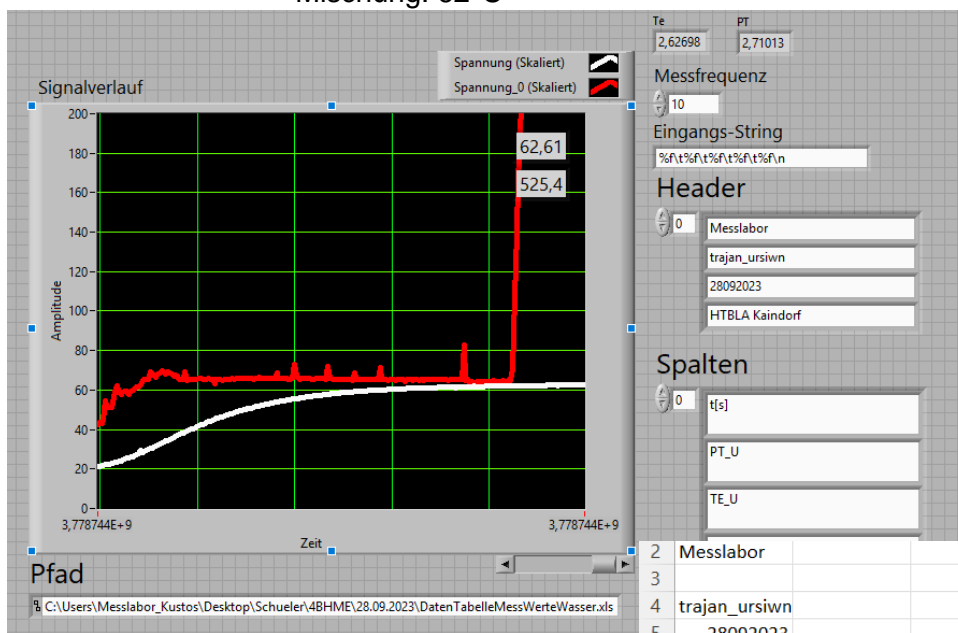 Te PT
2,62698 2,71013
Spannung (Skaliert)
Spannung_0 (Skaliert)
Signalverlauf
Messfrequenz
10
Eingangs-String
%f\t%f\t%f\t%f\t%f\n
Header
0
Messlabor
trajan_ursiwn
28092023
HTBLA Kaindorf
200
180
160
140
120
100
80
60
40
20
0
Amplitude
62,61
525,4
3,778744E+9 3,778744E+9
Zeit
Spalten
0
t[s]
PT_U
TE_U
Pfad
C:\Users\Messlabor_Kustos\Desktop\Schueler\4BHME\28.09.2023\DatenTabelleMessWerteWasser.xls
2 Messlabor
3
4 trajan_ursiwn
5 28092023